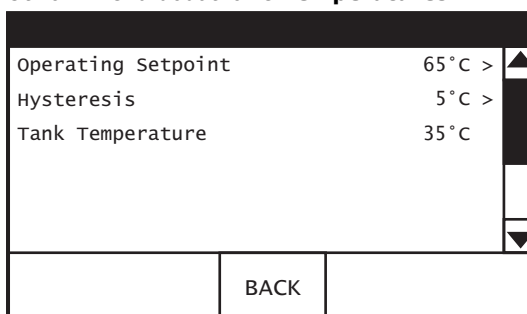 Operating Setpoint 65°C >
Hysteresis 5°C >
Tank Temperature 35°C
BACK